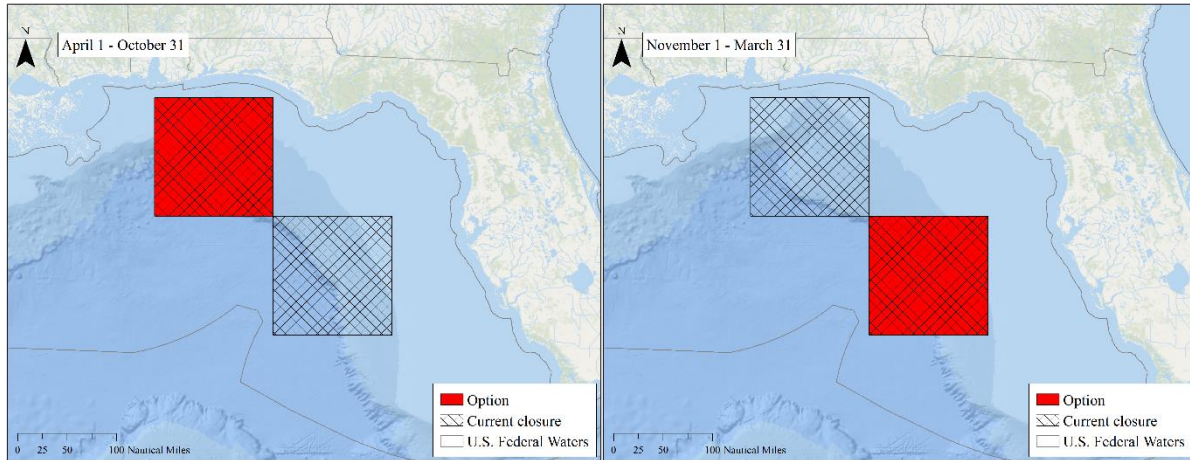 N
April 1 - October 31
Option
Current closure
U.S. Federal Waters
0 25 50 100 Nautical Miles
N
November 1 - March 31
Option
Current closure
U.S. Federal Waters
0 25 50 100 Nautical Miles